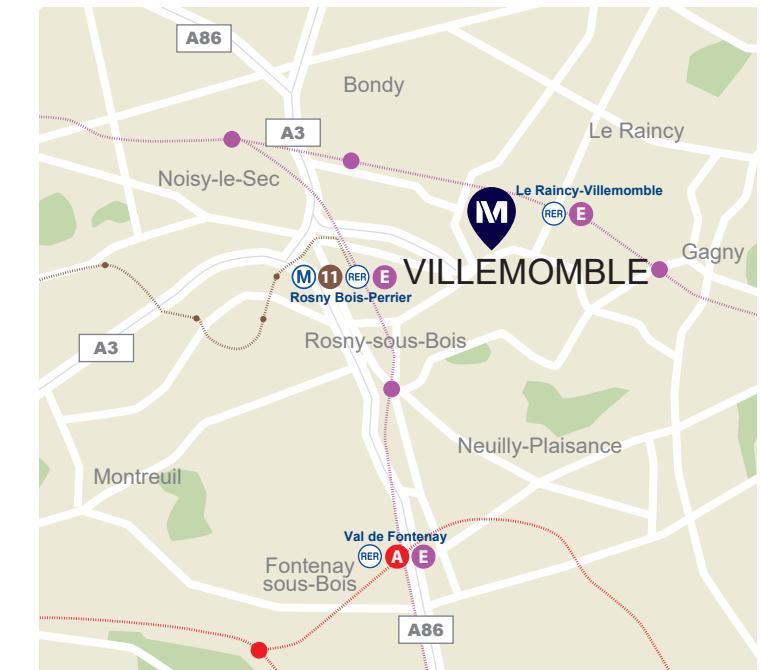 A86
Bondy
A3
Le Raincy
Noisy-le-Sec
Le Raincy-Villemomble
M
RER E
Gagny
VILLEMOMBLE
M 11 RER E
Rosny Bois-Perrier
A3
Rosny-sous-Bois
Neuilly-Plaisance
Montreuil
Val de Fontenay
RER A E
Fontenay
sous-Bois
A86